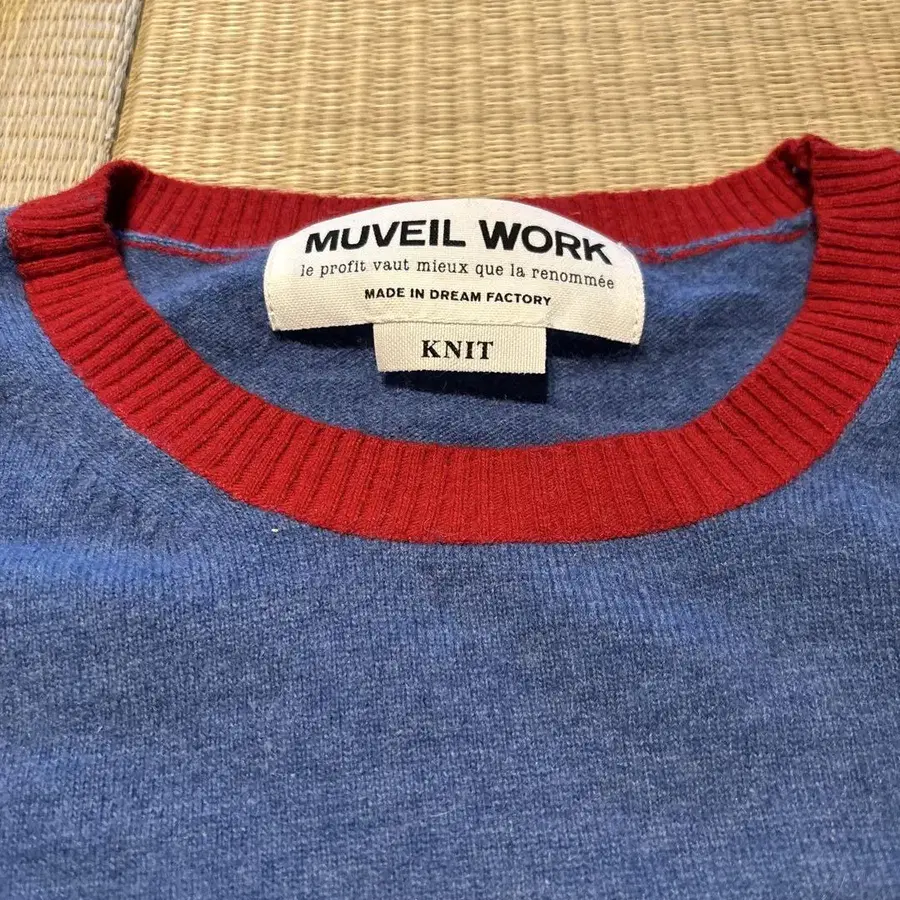 MUVEIL WORK
le profit vaut mieux que la renommée
MADE IN DREAM FACTORY
KNIT